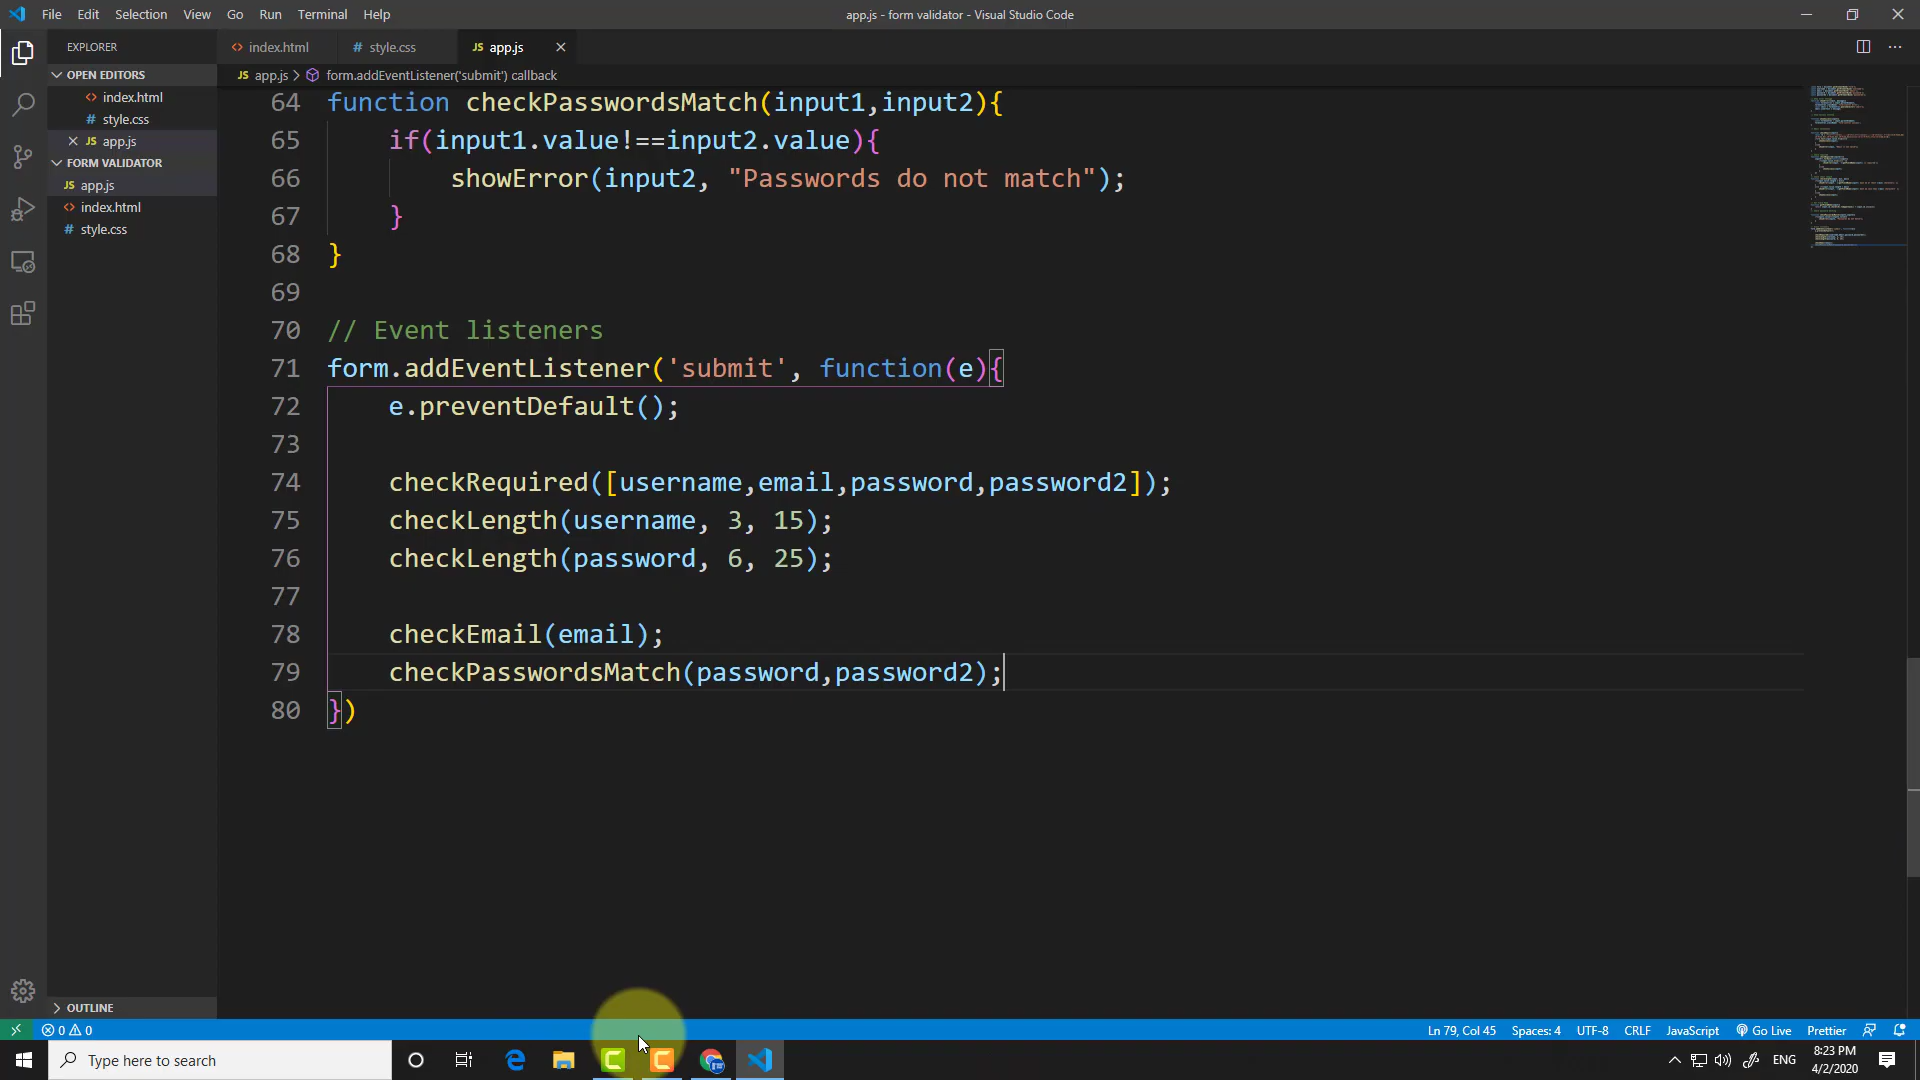 File Edit Selection View Go Run Terminal Help
app.js - form validator - Visual Studio Code
EXPLORER
OPEN EDITORS
index.html
style.css
app.js
FORM VALIDATOR
app.js
index.html
style.css
OUTLINE
index.html style.css JS app.js
JS app.js > form.addEventListener('submit') callback
64 function checkPasswordsMatch(input1,input2){
65 if(input1.value!==input2.value){
66 showError(input2, "Passwords do not match");
67 }
68 }
69
70 // Event listeners
71 form.addEventListener('submit', function(e){
72 e.preventDefault();
73
74 checkRequired([username,email,password,password2]);
75 checkLength(username, 3, 15);
76 checkLength(password, 6, 25);
77
78 checkEmail(email);
79 checkPasswordsMatch(password,password2);
80 })
0 0
Ln 79, Col 45 Spaces: 4 UTF-8 CRLF JavaScript Go Live Prettier
Type here to search
ENG
8:23 PM
4/2/2020